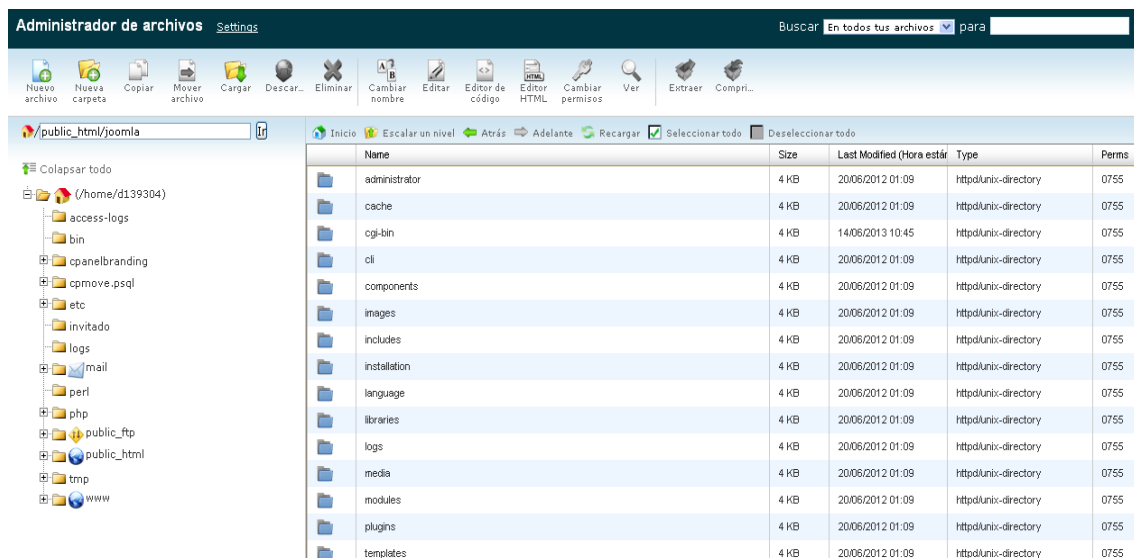 Administrador de archivos Settings Buscar En todos tus archivos para
Nuevo archivo
Nueva carpeta
Copiar
Mover archivo
Cargar
Descar...
Eliminar
Cambiar nombre
Editar
Editor de código
Editor HTML
Cambiar permisos
Ver
Extraer
Compri...
/public_html/joomla Ir
Inicio Escalar un nivel Atrás Adelante Recargar Seleccionar todo Deseleccionar todo
Colapsar todo
(/home/d139304)
access-logs
bin
cpanelbranding
cpmove.psql
etc
invitado
logs
mail
perl
php
public_ftp
public_html
tmp
www
Name Size Last Modified (Hora estár Type Perms
administrator 4 KB 20/06/2012 01:09 httpd/unix-directory 0755
cache 4 KB 20/06/2012 01:09 httpd/unix-directory 0755
cgi-bin 4 KB 14/06/2013 10:45 httpd/unix-directory 0755
cli 4 KB 20/06/2012 01:09 httpd/unix-directory 0755
components 4 KB 20/06/2012 01:09 httpd/unix-directory 0755
images 4 KB 20/06/2012 01:09 httpd/unix-directory 0755
includes 4 KB 20/06/2012 01:09 httpd/unix-directory 0755
installation 4 KB 20/06/2012 01:09 httpd/unix-directory 0755
language 4 KB 20/06/2012 01:09 httpd/unix-directory 0755
libraries 4 KB 20/06/2012 01:09 httpd/unix-directory 0755
logs 4 KB 20/06/2012 01:09 httpd/unix-directory 0755
media 4 KB 20/06/2012 01:09 httpd/unix-directory 0755
modules 4 KB 20/06/2012 01:09 httpd/unix-directory 0755
plugins 4 KB 20/06/2012 01:09 httpd/unix-directory 0755
templates 4 KB 20/06/2012 01:09 httpd/unix-directory 0755